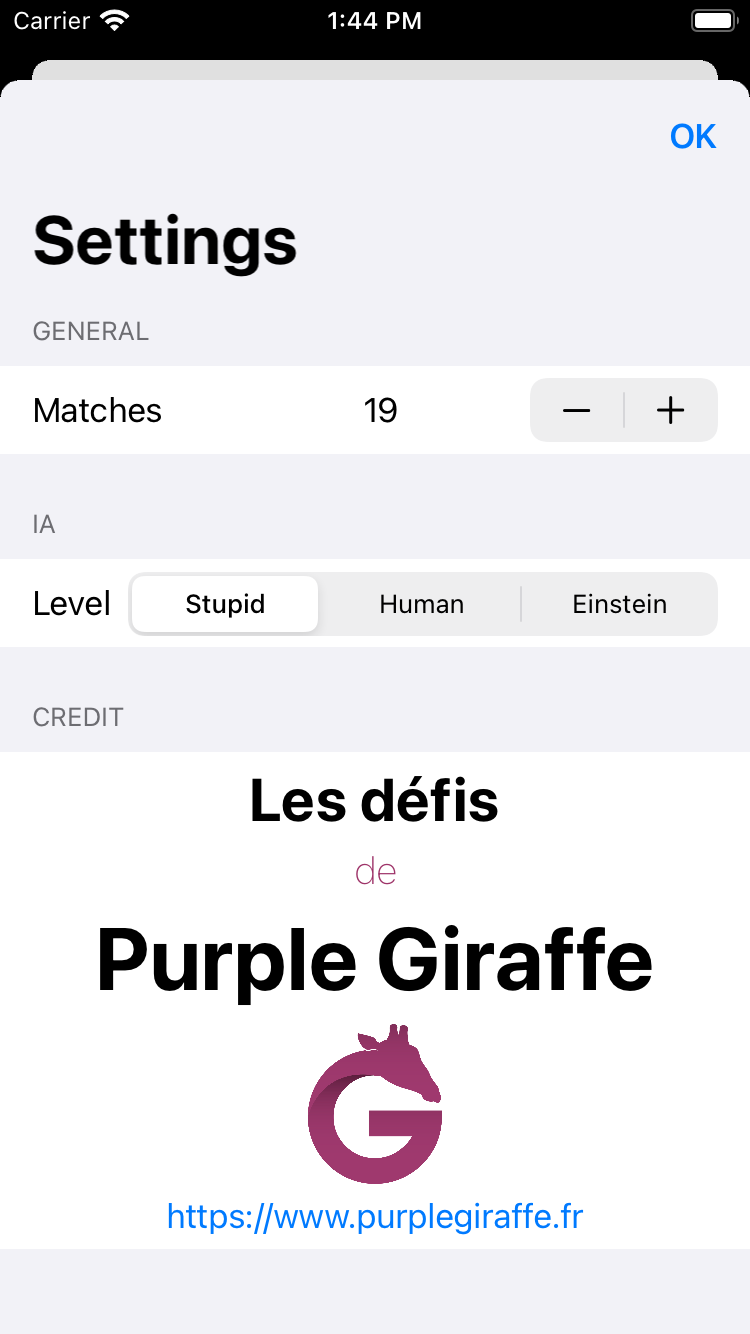 Carrier 1:44 PM
OK
Settings
GENERAL
Matches 19 − +
IA
Level Stupid Human Einstein
CREDIT
Les défis
de
Purple Giraffe
G
https://www.purplegiraffe.fr